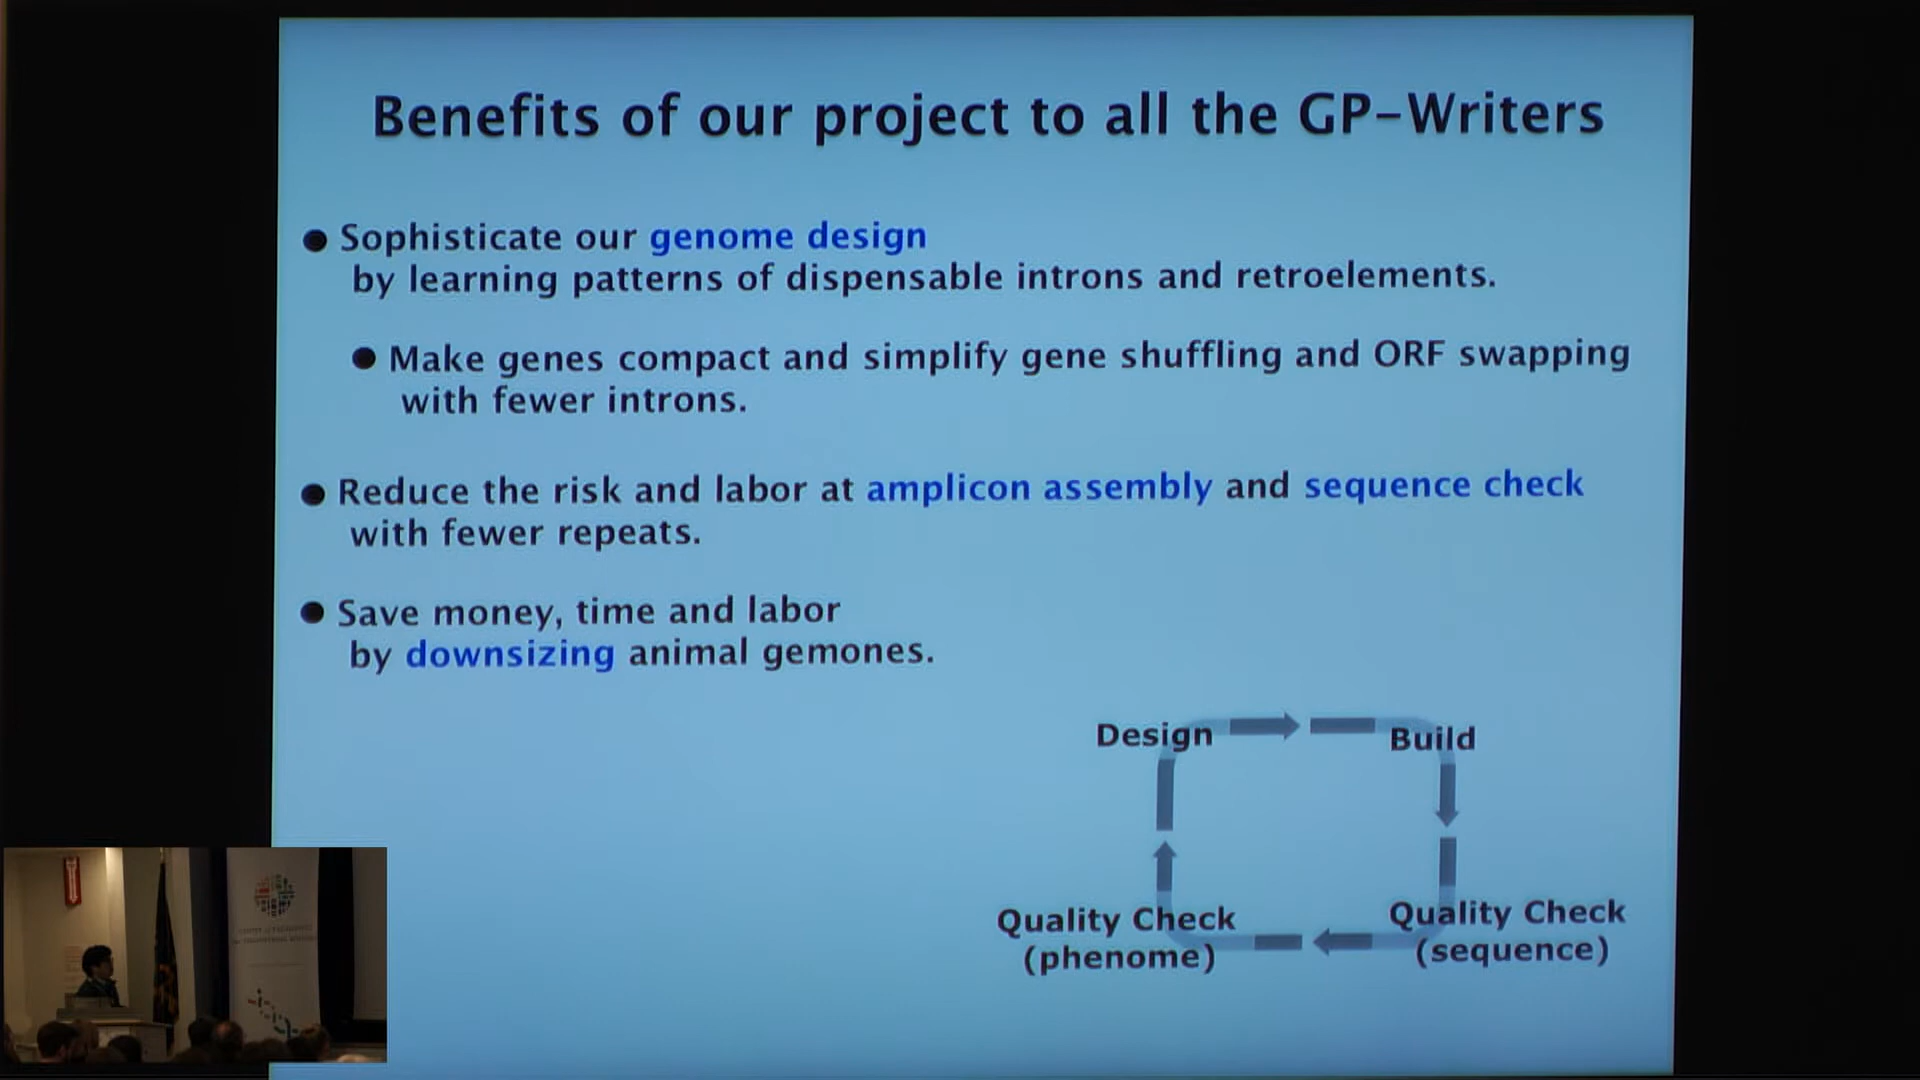 Benefits of our project to all the GP-Writers
● Sophisticate our genome design
by learning patterns of dispensable introns and retroelements.
● Make genes compact and simplify gene shuffling and ORF swapping
with fewer introns.
● Reduce the risk and labor at amplicon assembly and sequence check
with fewer repeats.
● Save money, time and labor
by downsizing animal gemones.
Design
Build
Quality Check
(phenome)
Quality Check
(sequence)